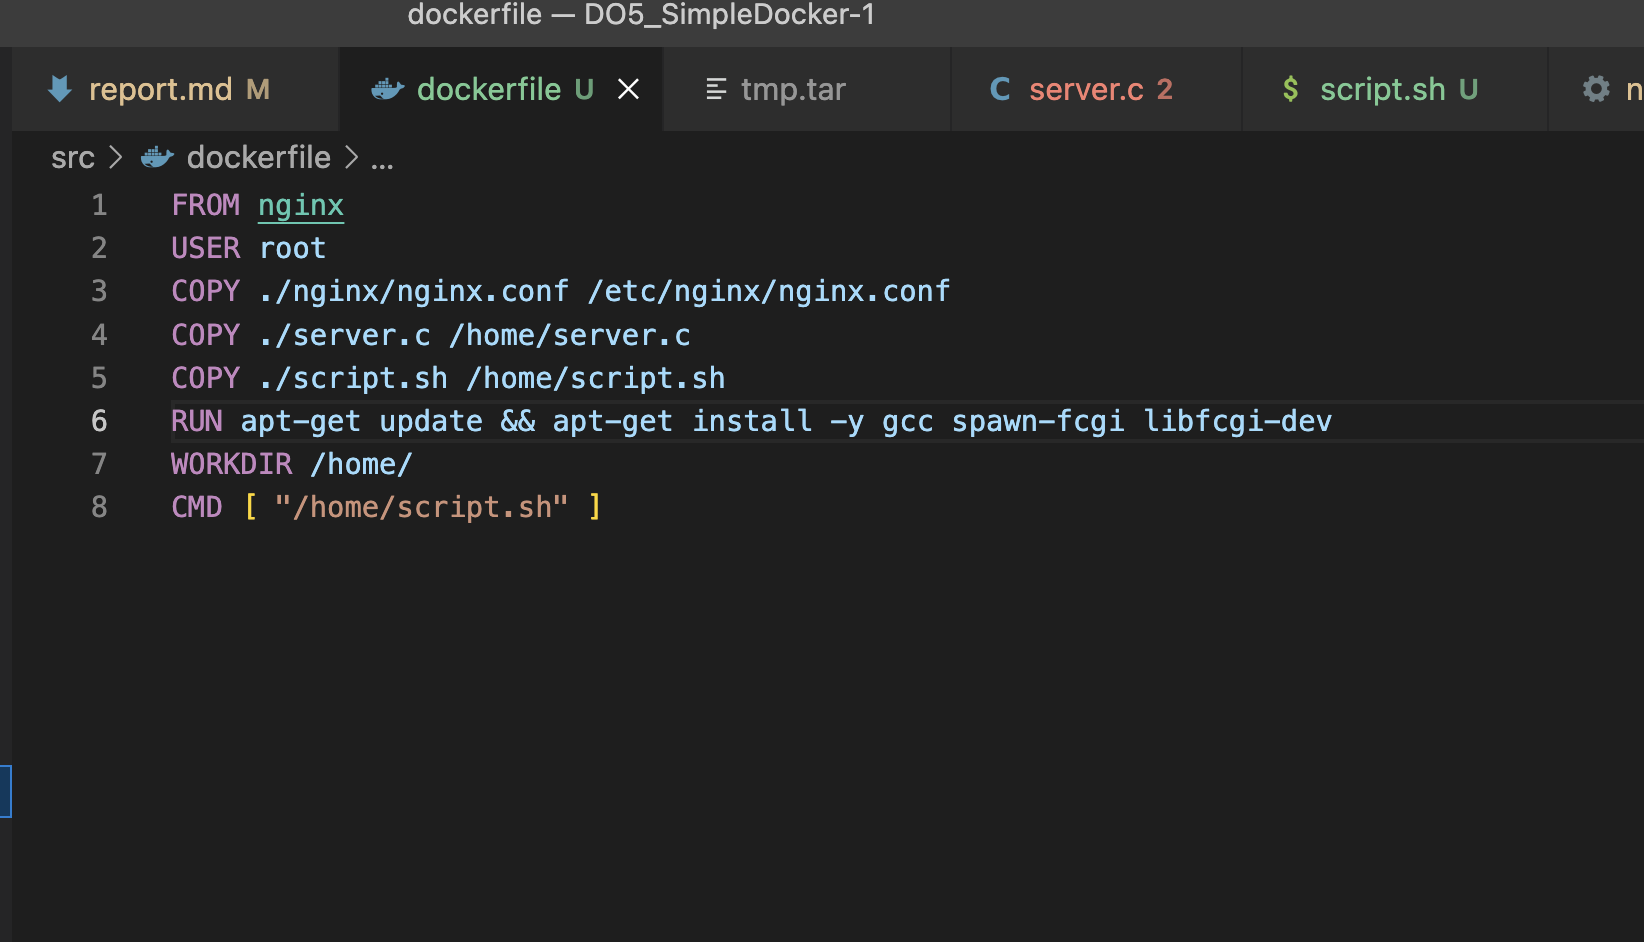 dockerfile — DO5_SimpleDocker-1
report.md M dockerfile U tmp.tar server.c 2 script.sh U n
src > dockerfile > ...
1 FROM nginx
2 USER root
3 COPY ./nginx/nginx.conf /etc/nginx/nginx.conf
4 COPY ./server.c /home/server.c
5 COPY ./script.sh /home/script.sh
6 RUN apt-get update && apt-get install -y gcc spawn-fcgi libfcgi-dev
7 WORKDIR /home/
8 CMD [ "/home/script.sh" ]